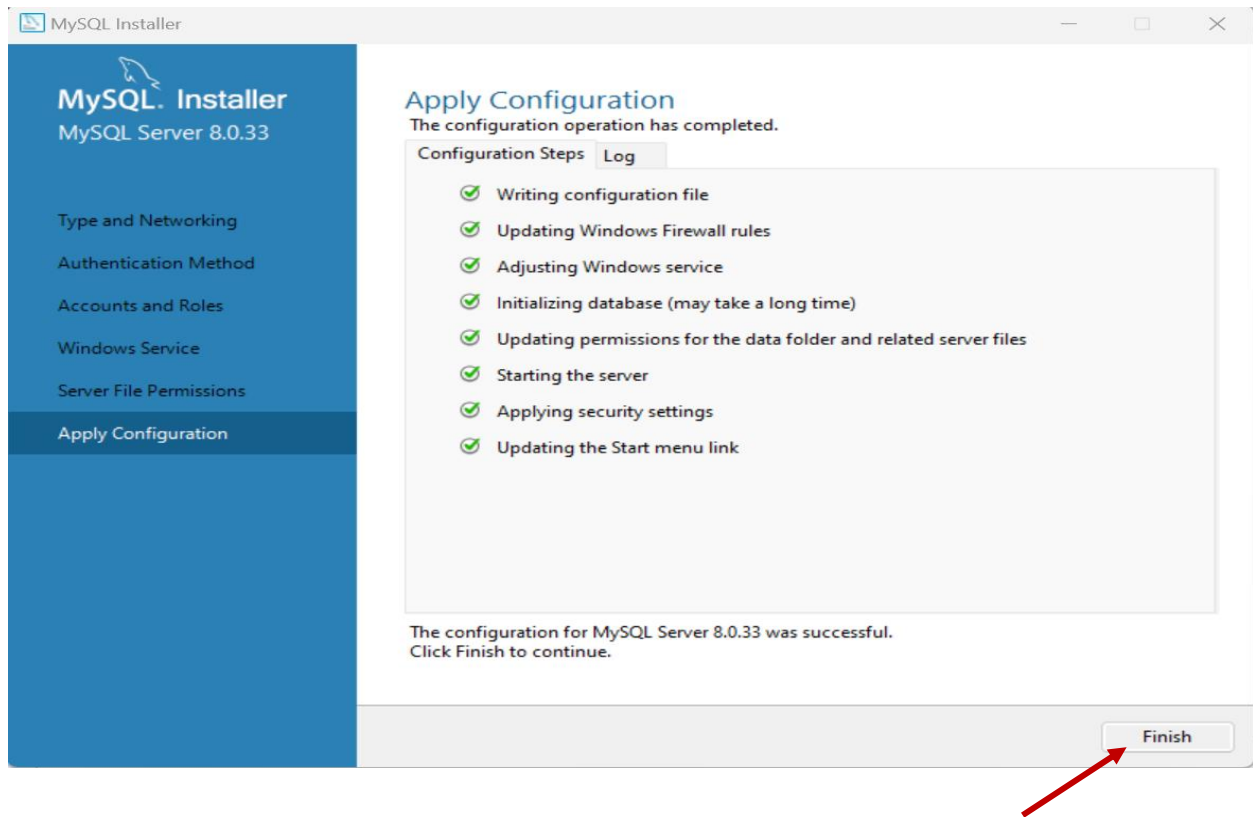 MySQL Installer
MySQL. Installer
MySQL Server 8.0.33
Type and Networking
Authentication Method
Accounts and Roles
Windows Service
Server File Permissions
Apply Configuration
Apply Configuration
The configuration operation has completed.
Configuration Steps Log
Writing configuration file
Updating Windows Firewall rules
Adjusting Windows service
Initializing database (may take a long time)
Updating permissions for the data folder and related server files
Starting the server
Applying security settings
Updating the Start menu link
The configuration for MySQL Server 8.0.33 was successful.
Click Finish to continue.
Finish